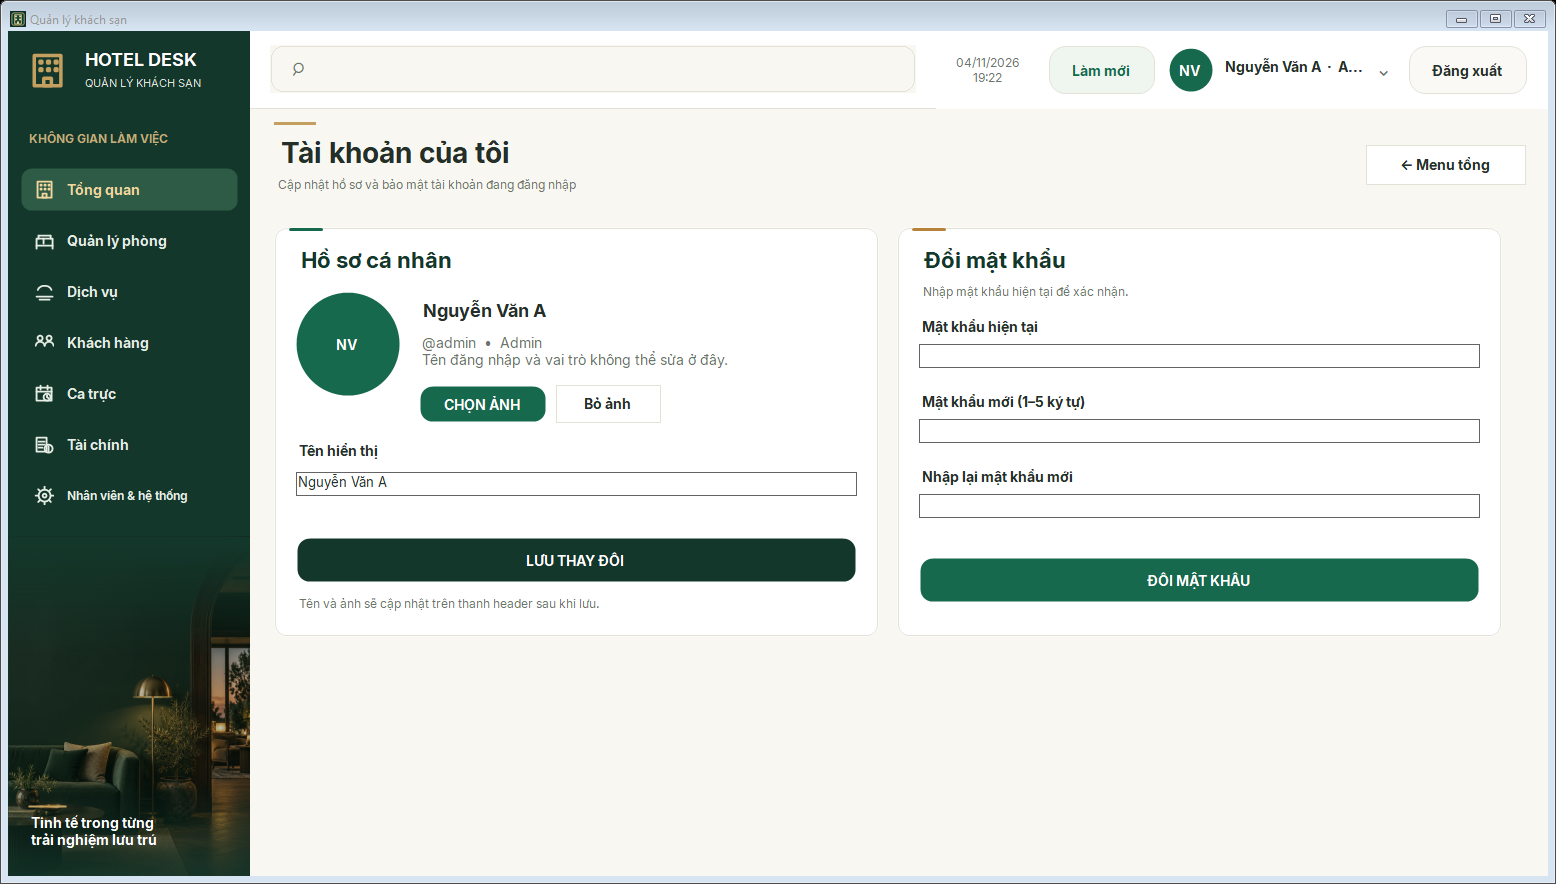 Quản lý khách sạn
HOTEL DESK
QUẢN LÝ KHÁCH SẠN
04/11/2026
19:22
Làm mới
NV
Nguyễn Văn A · A...
Đăng xuất
KHÔNG GIAN LÀM VIỆC
Tổng quan
Quản lý phòng
Dịch vụ
Khách hàng
Ca trực
Tài chính
Nhân viên & hệ thống
Tinh tế trong từng
trải nghiệm lưu trú
Tài khoản của tôi
Cập nhật hồ sơ và bảo mật tài khoản đang đăng nhập
← Menu tổng
Hồ sơ cá nhân
NV
Nguyễn Văn A
@admin • Admin
Tên đăng nhập và vai trò không thể sửa ở đây.
CHỌN ẢNH
Bỏ ảnh
Tên hiển thị
Nguyễn Văn A
LƯU THAY ĐỔI
Tên và ảnh sẽ cập nhật trên thanh header sau khi lưu.
Đổi mật khẩu
Nhập mật khẩu hiện tại để xác nhận.
Mật khẩu hiện tại
Mật khẩu mới (1–5 ký tự)
Nhập lại mật khẩu mới
ĐỔI MẬT KHẨU